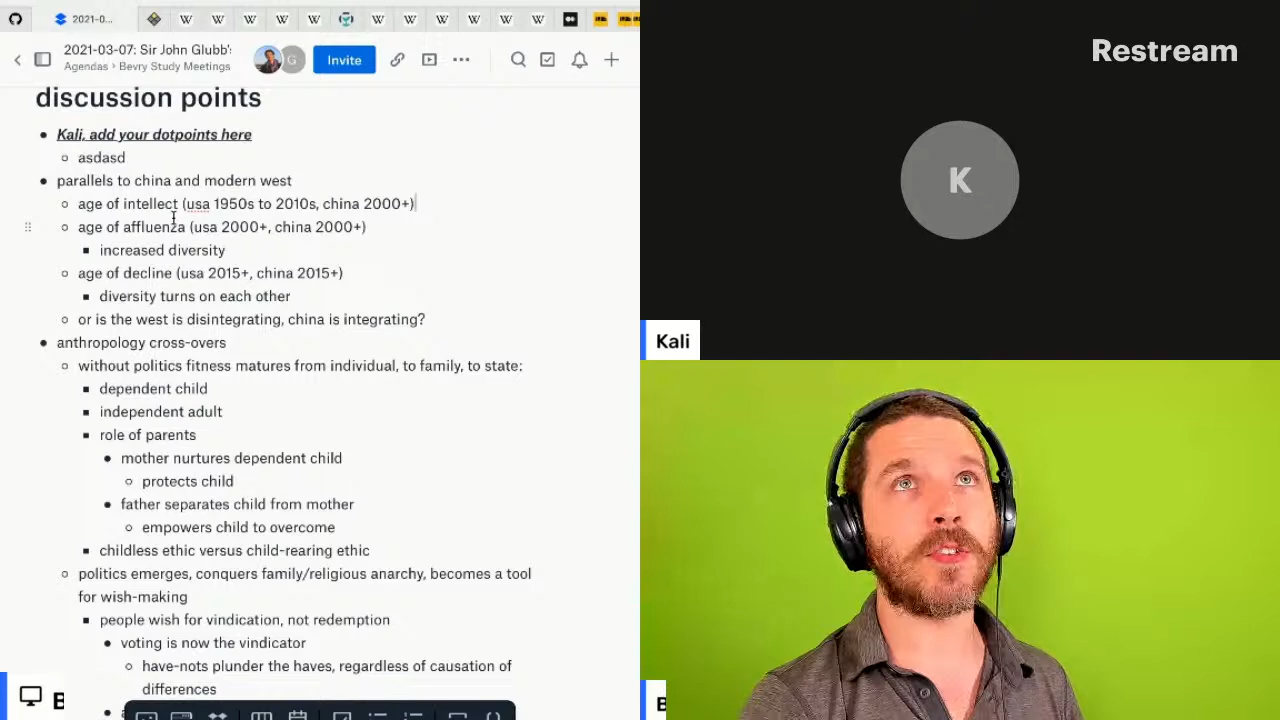 2021-0...
2021-03-07: Sir John Glubb':
Agendas > Bevry Study Meetings
G
Invite
discussion points
Kali, add your dotpoints here
asdasd
parallels to china and modern west
age of intellect (usa 1950s to 2010s, china 2000+)
age of affluenza (usa 2000+, china 2000+)
increased diversity
age of decline (usa 2015+, china 2015+)
diversity turns on each other
or is the west is disintegrating, china is integrating?
anthropology cross-overs
without politics fitness matures from individual, to family, to state:
dependent child
independent adult
role of parents
mother nurtures dependent child
protects child
father separates child from mother
empowers child to overcome
childless ethic versus child-rearing ethic
politics emerges, conquers family/religious anarchy, becomes a tool
for wish-making
people wish for vindication, not redemption
voting is now the vindicator
have-nots plunder the haves, regardless of causation of
differences
Restream
K
Kali